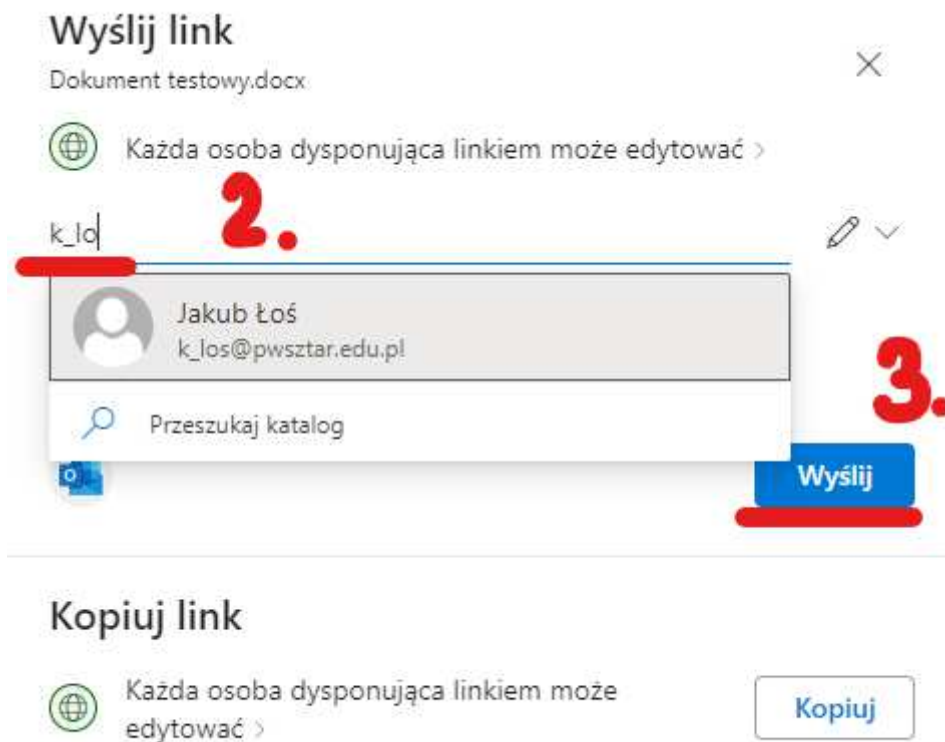 Wyślij link
Dokument testowy.docx
Każda osoba dysponująca linkiem może edytować >
2.
k_lo
Jakub Łoś
k_los@pwsztar.edu.pl
3.
Przeszukaj katalog
Wyślij
Kopiuj link
Każda osoba dysponująca linkiem może
edytować >
Kopiuj